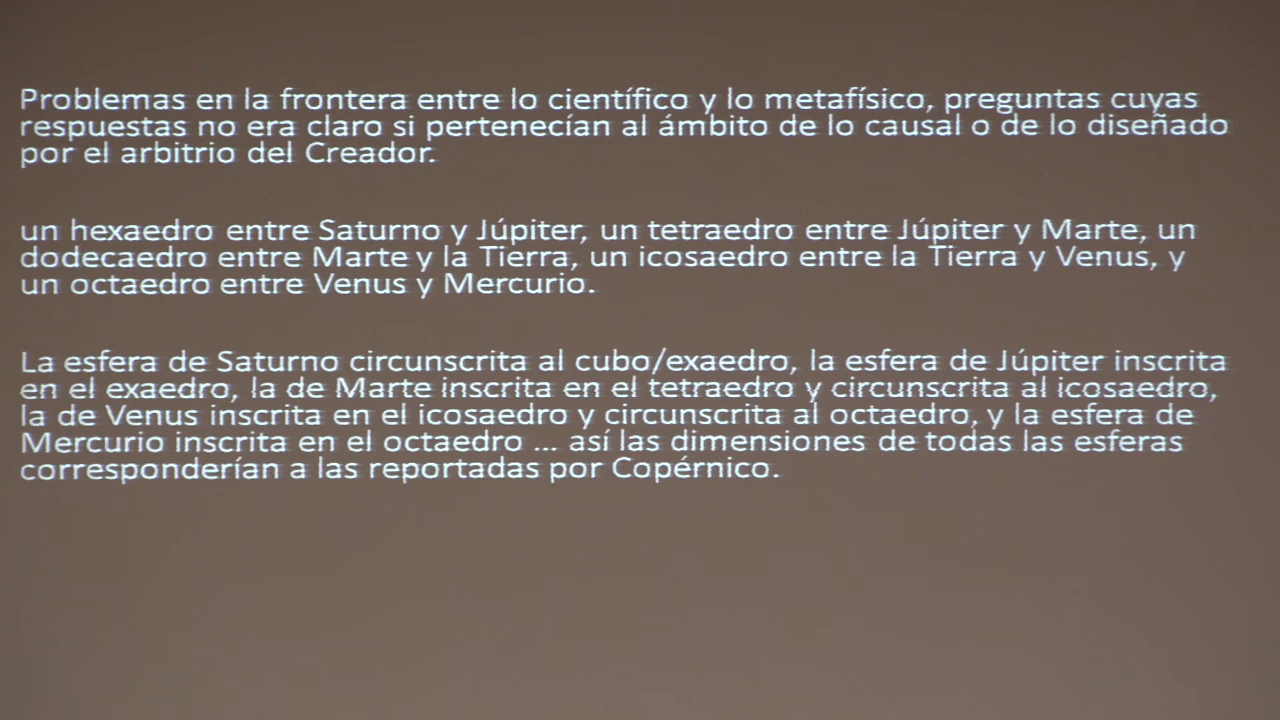 Problemas en la frontera entre lo científico y lo metafísico, preguntas cuyas
respuestas no era claro si pertenecían al ámbito de lo causal o de lo diseñado
por el arbitrio del Creador.
un hexaedro entre Saturno y Júpiter, un tetraedro entre Júpiter y Marte, un
dodecaedro entre Marte y la Tierra, un icosaedro entre la Tierra y Venus, y
un octaedro entre Venus y Mercurio.
La esfera de Saturno circunscrita al cubo/exaedro, la esfera de Júpiter inscrita
en el exaedro, la de Marte inscrita en el tetraedro y circunscrita al icosaedro,
la de Venus inscrita en el icosaedro y circunscrita al octaedro, y la esfera de
Mercurio inscrita en el octaedro ... así las dimensiones de todas las esferas
corresponderían a las reportadas por Copérnico.